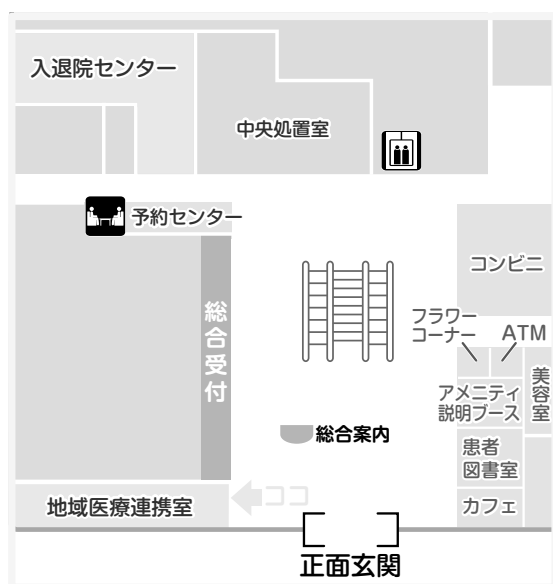 入退院センター
中央処置室
予約センター
コンビニ
総合受付
フラワー
コーナー
ATM
美容室
アメニティ
説明ブース
総合案内
患者
図書室
地域医療連携室
ココ
カフェ
正面玄関